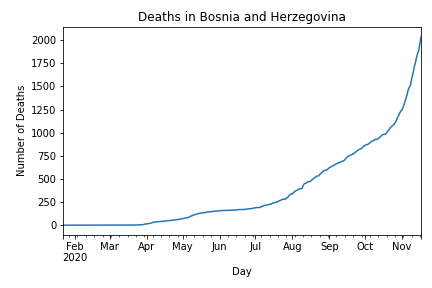 Deaths in Bosnia and Herzegovina
Number of Deaths
2000
1750
1500
1250
1000
750
500
250
0
Feb Mar Apr May Jun Jul Aug Sep Oct Nov
2020
Day